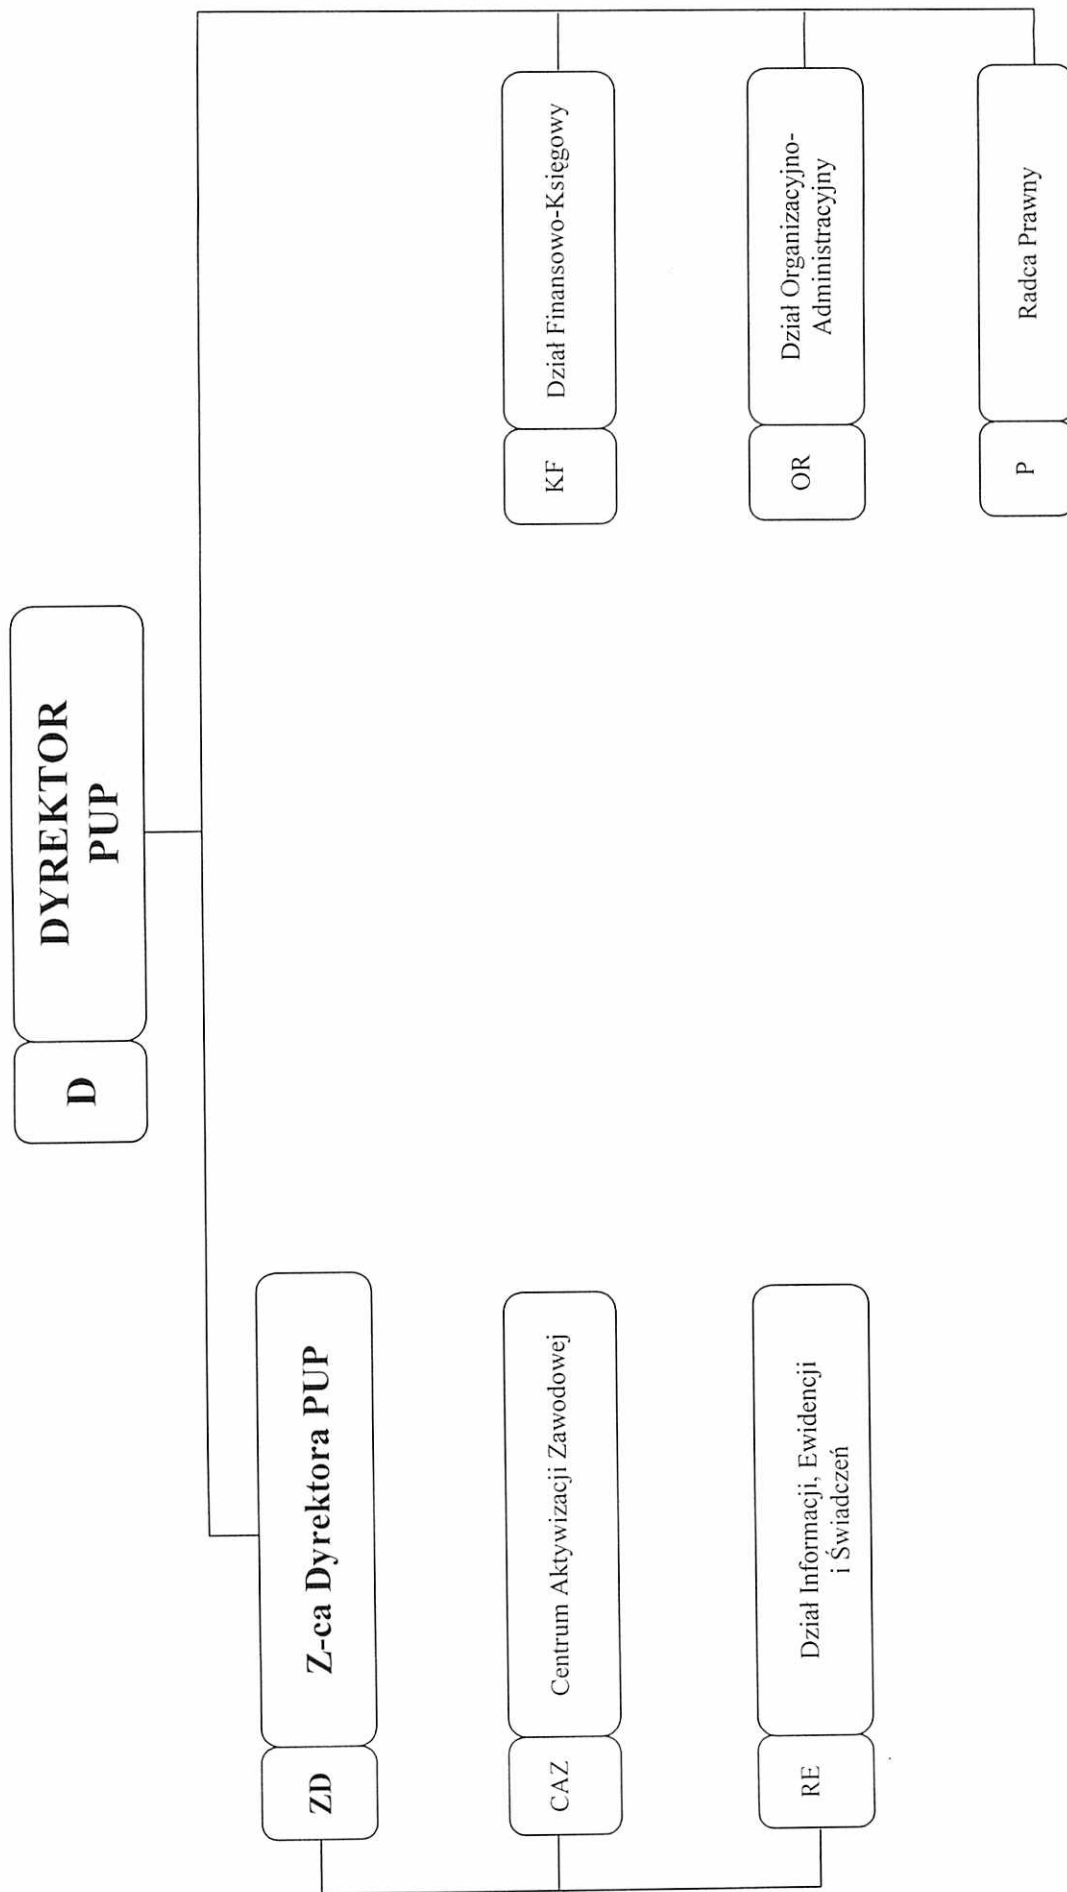 D
DYREKTOR
PUP
ZD
Z-ca Dyrektora PUP
CAZ
Centrum Aktywizacji Zawodowej
RE
Dział Informacji, Ewidencji
i Świadczeń
KF
Dział Finansowo-Księgowy
OR
Dział Organizacyjno-
Administracyjny
P
Radca Prawny